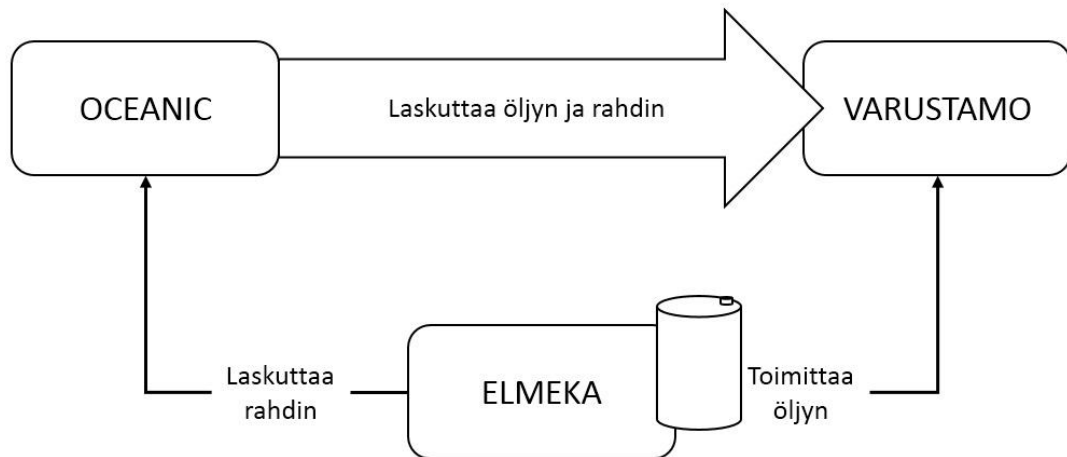 OCEANIC
Laskuttaa öljyn ja rahdin
VARUSTAMO
Laskuttaa
rahdin
ELMEKA
Toimittaa
öljyn